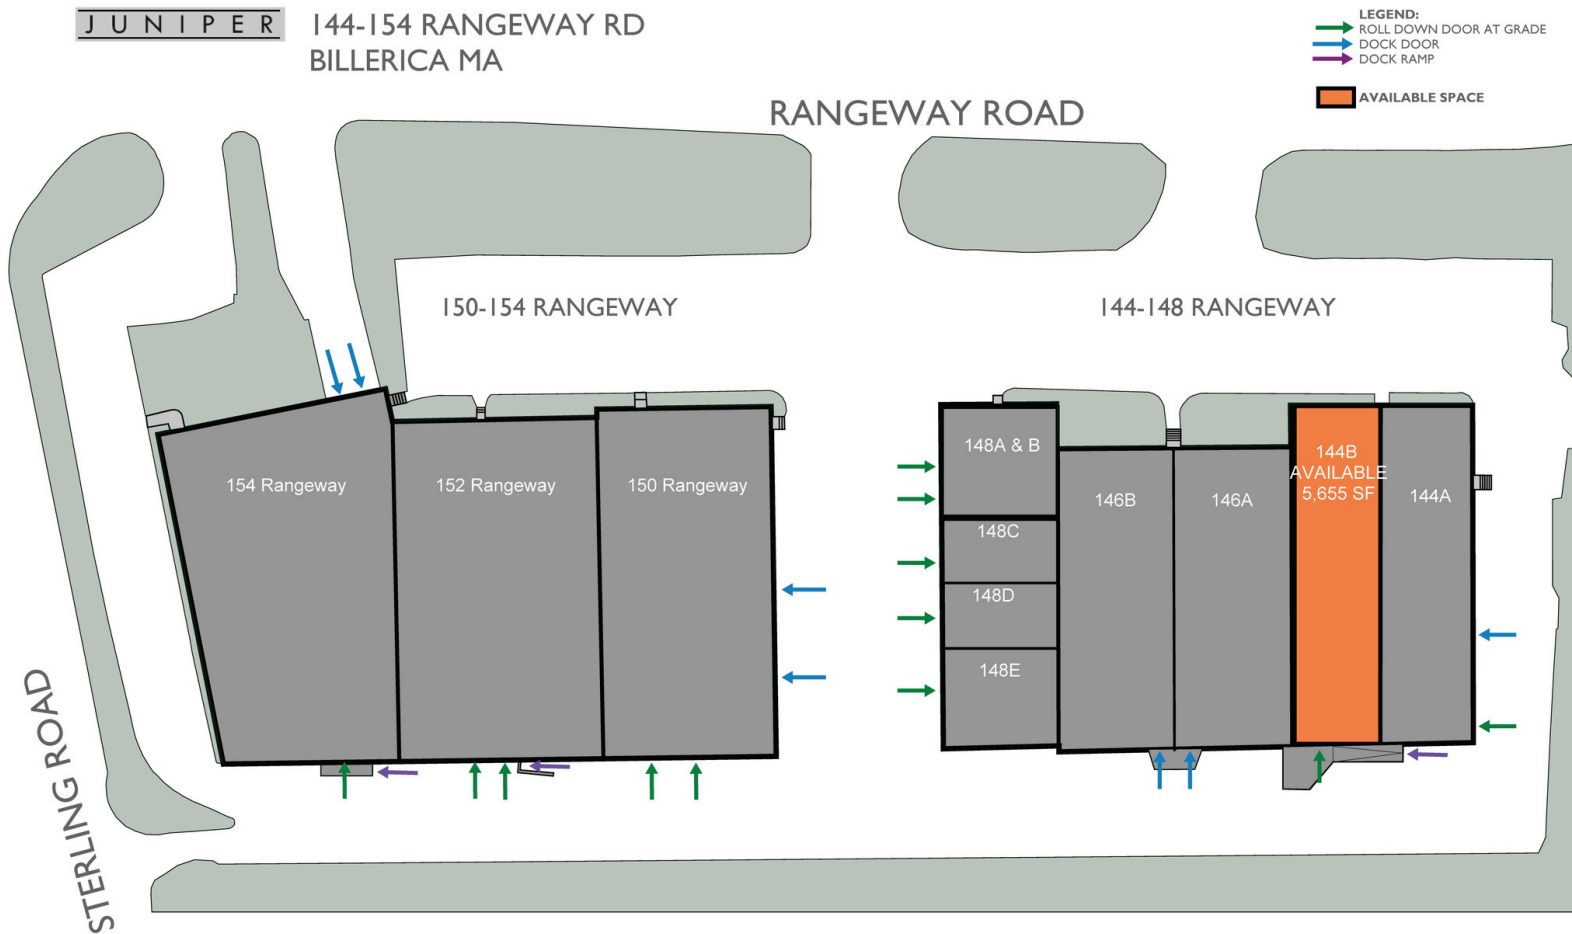 JUNIPER
144-154 RANGEWAY RD
BILLERICA MA
LEGEND:
ROLL DOWN DOOR AT GRADE
DOCK DOOR
DOCK RAMP
AVAILABLE SPACE
RANGEWAY ROAD
150-154 RANGEWAY
144-148 RANGEWAY
154 Rangeway
152 Rangeway
150 Rangeway
148A & B
148C
148D
148E
146B
146A
144B
AVAILABLE
5,655 SF
144A
STERLING ROAD